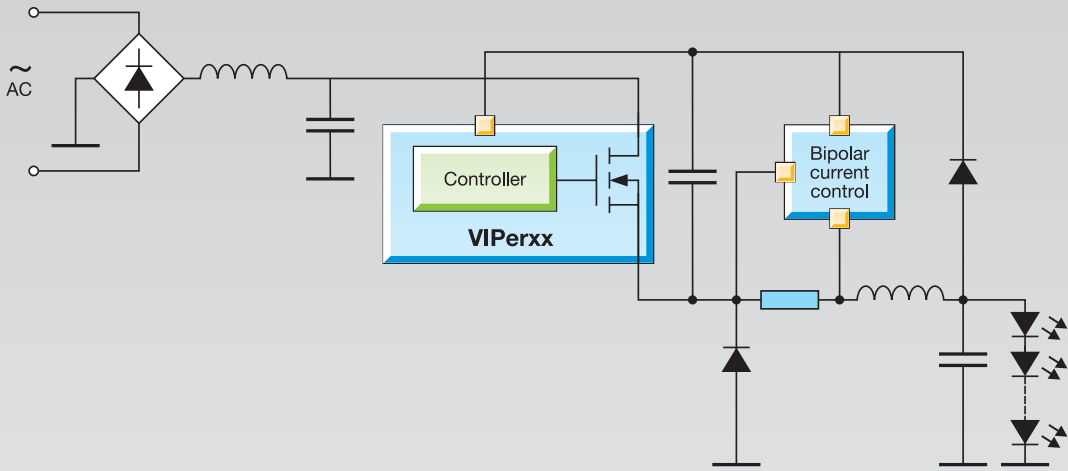 ~
AC
Controller
VIPerxx
Bipolar
current
control